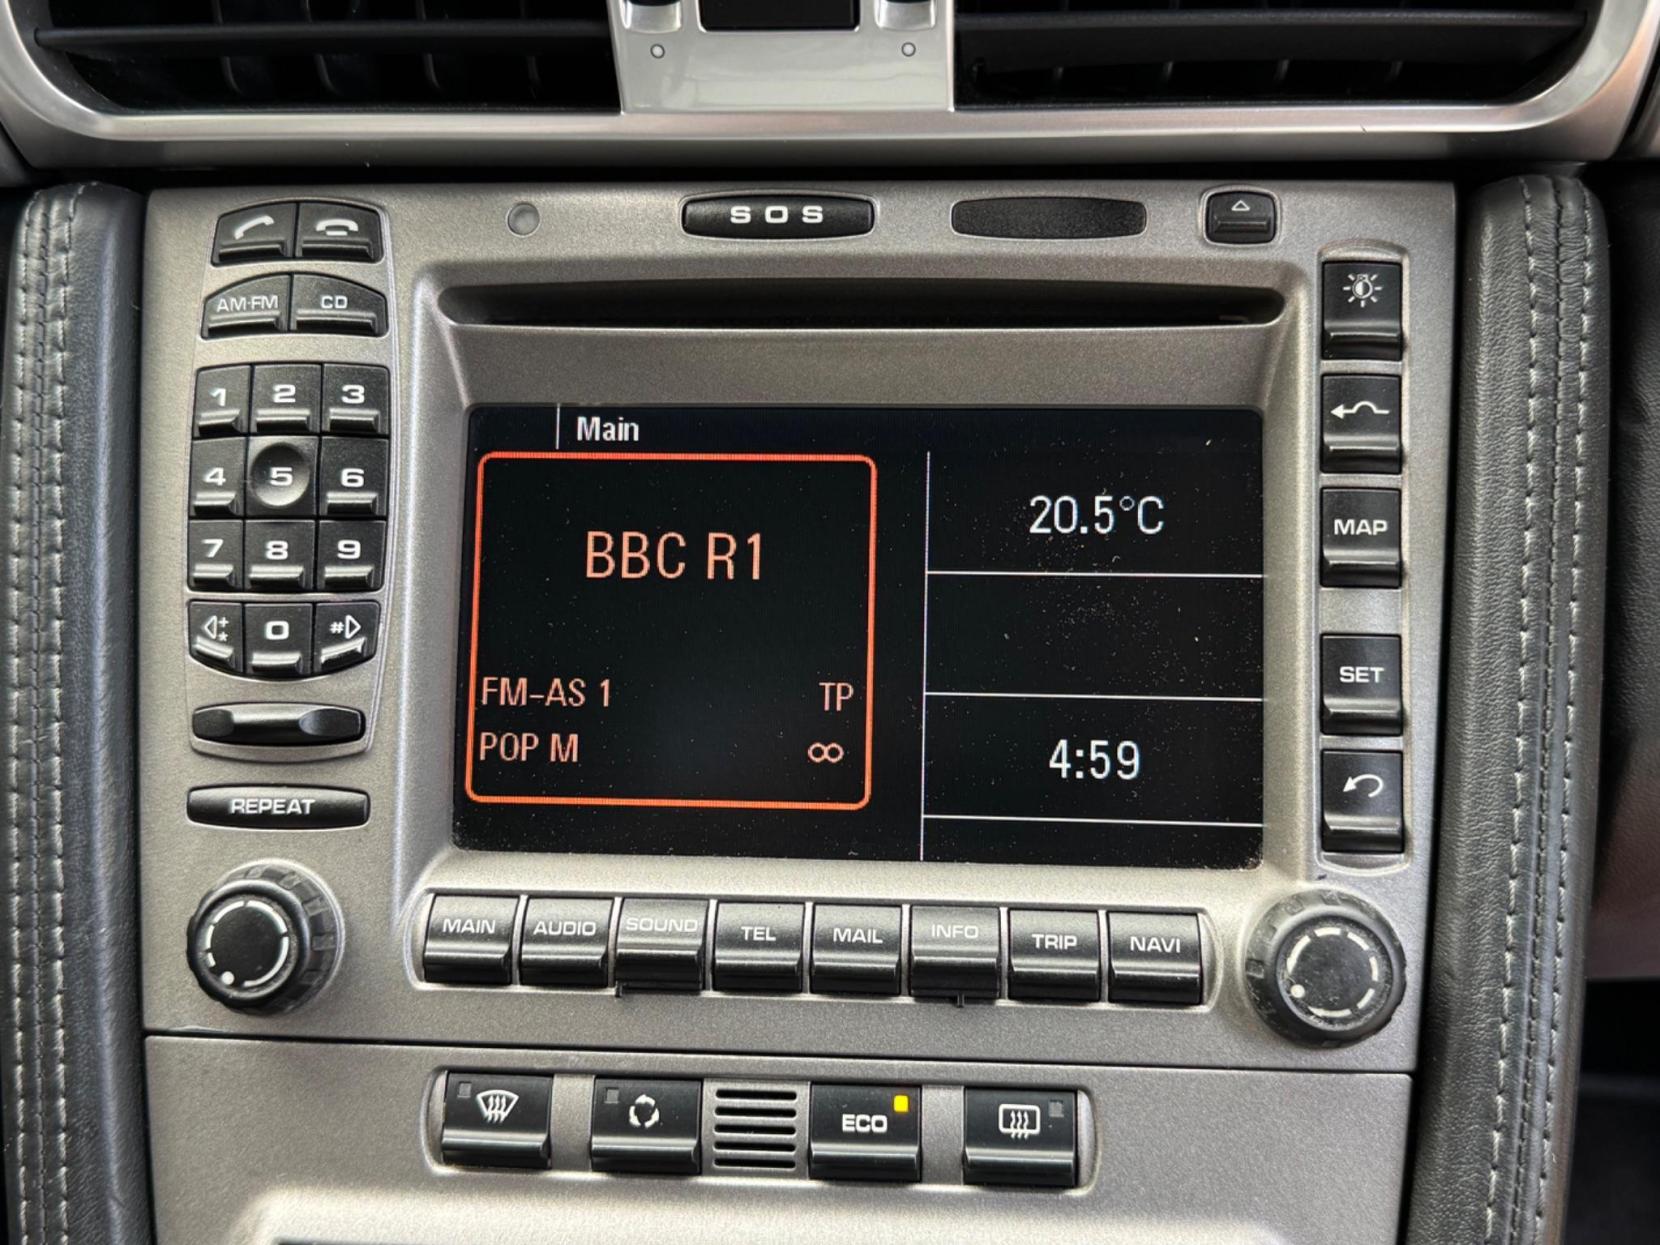 SOS
AM·FM CD
1 2 3
4 5 6
7 8 9
+
* 0 #
REPEAT
Main
BBC R1
FM-AS 1 TP
POP M ∞
20.5°C
4:59
MAP
SET
MAIN AUDIO SOUND TEL MAIL INFO TRIP NAVI
ECO